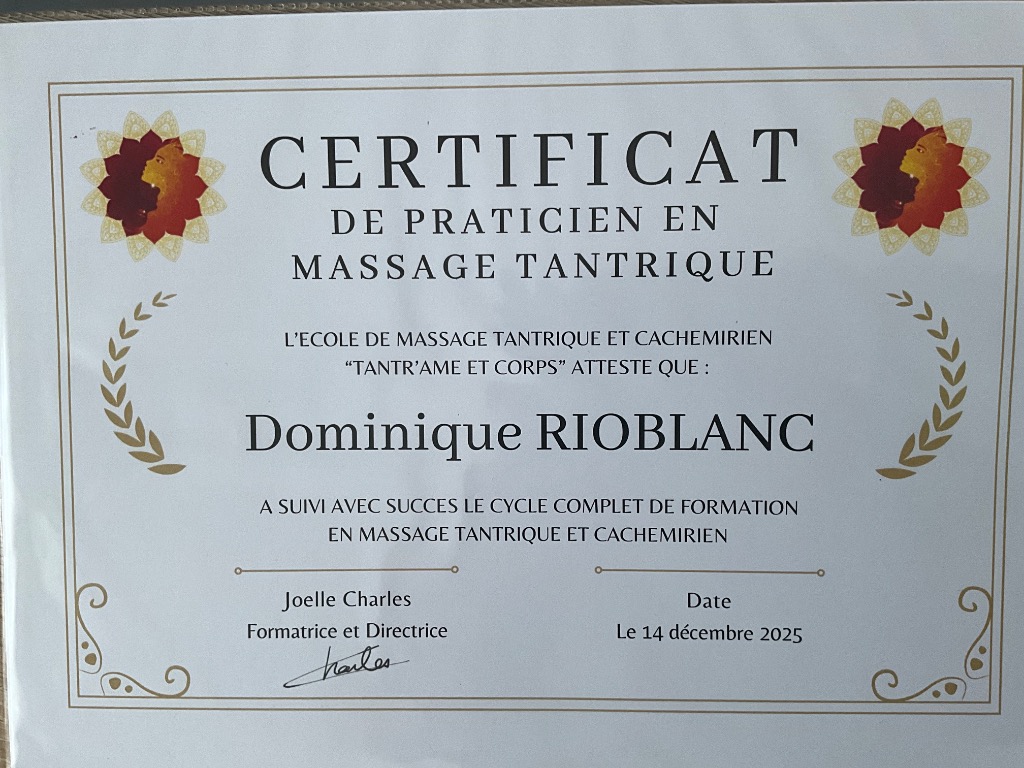 CERTIFICAT
DE PRATICIEN EN
MASSAGE TANTRIQUE
L'ECOLE DE MASSAGE TANTRIQUE ET CACHEMIRIEN
“TANTR'AME ET CORPS” ATTESTE QUE :
Dominique RIOBLANC
A SUIVI AVEC SUCCES LE CYCLE COMPLET DE FORMATION
EN MASSAGE TANTRIQUE ET CACHEMIRIEN
Joelle Charles
Formatrice et Directrice
Charles
Date
Le 14 décembre 2025